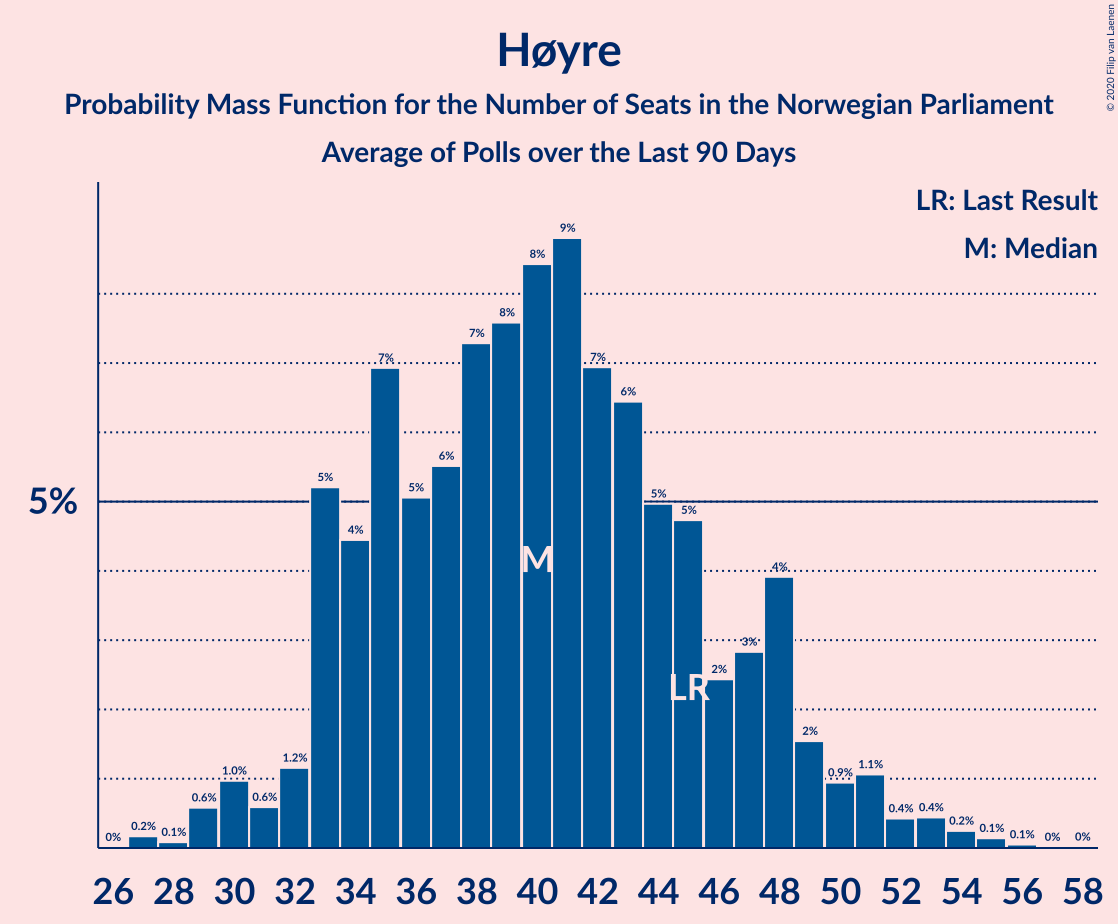 Høyre
Probability Mass Function for the Number of Seats in the Norwegian Parliament
Average of Polls over the Last 90 Days
© 2020 Filip van Laenen
LR: Last Result
M: Median
5%
0% 0.2% 0.1% 0.6% 1.0% 0.6% 1.2% 5% 4% 7% 5% 6% 7% 8% 8% 9% 7% 6% 5% 5% 2% 3% 4% 2% 0.9% 1.1% 0.4% 0.4% 0.2% 0.1% 0.1% 0% 0%
M
LR
26 28 30 32 34 36 38 40 42 44 46 48 50 52 54 56 58